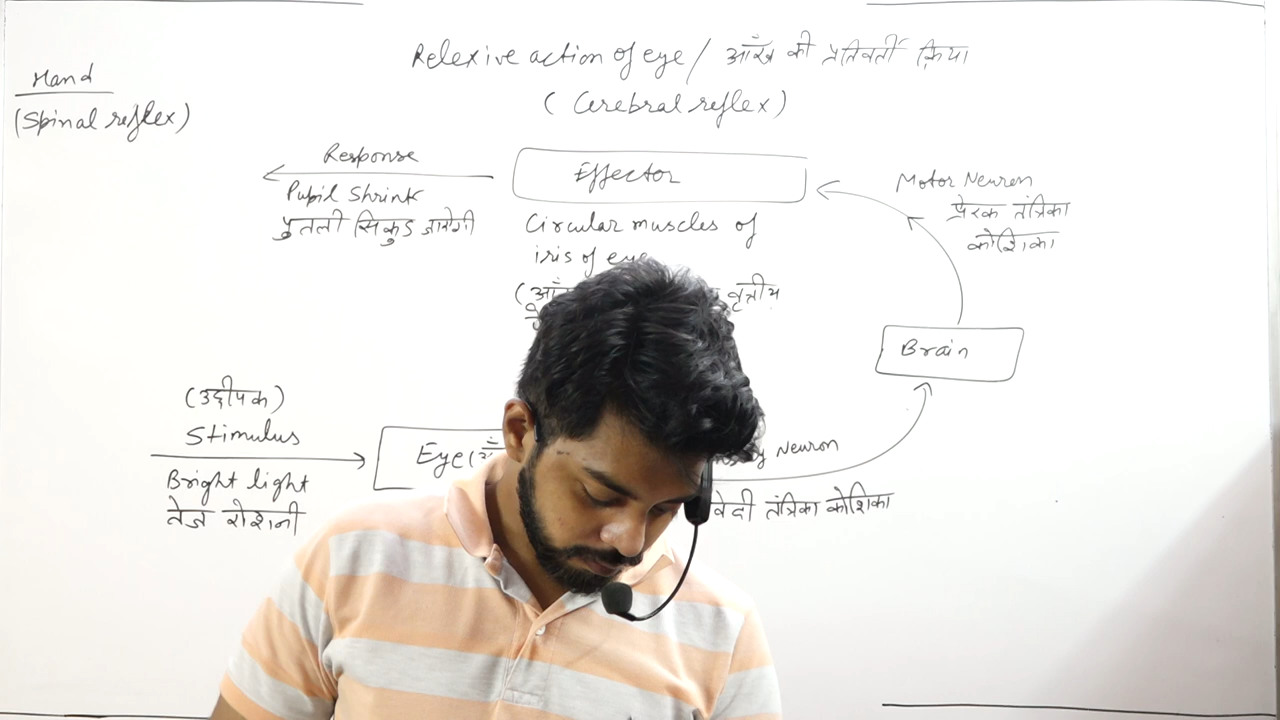 Relexive action of eye / आँख की प्रतिवर्ती क्रिया
(Cerebral reflex)
Hand
(Spinal reflex)
Response
Pupil Shrink
पुतली सिकुड़ जायेगी
Effector
Circular muscles of
iris of eye
वृत्तीय
Motor Neuron
प्रेरक तंत्रिका
कोशिका
Brain
(उद्दीपक)
Stimulus
Bright light
तेज रोशनी
Eye (
Neuron
वेदी तंत्रिका कोशिका